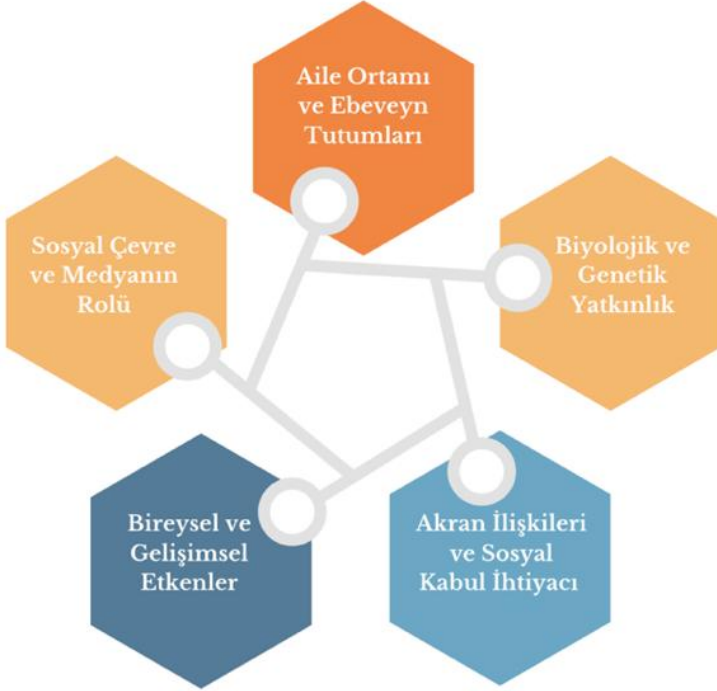 Aile Ortamı
ve Ebeveyn
Tutumları
Sosyal Çevre
ve Medyanın
Rolü
Biyolojik ve
Genetik
Yatkınlık
Bireysel ve
Gelişimsel
Etkenler
Akran İlişkileri
ve Sosyal
Kabul İhtiyacı